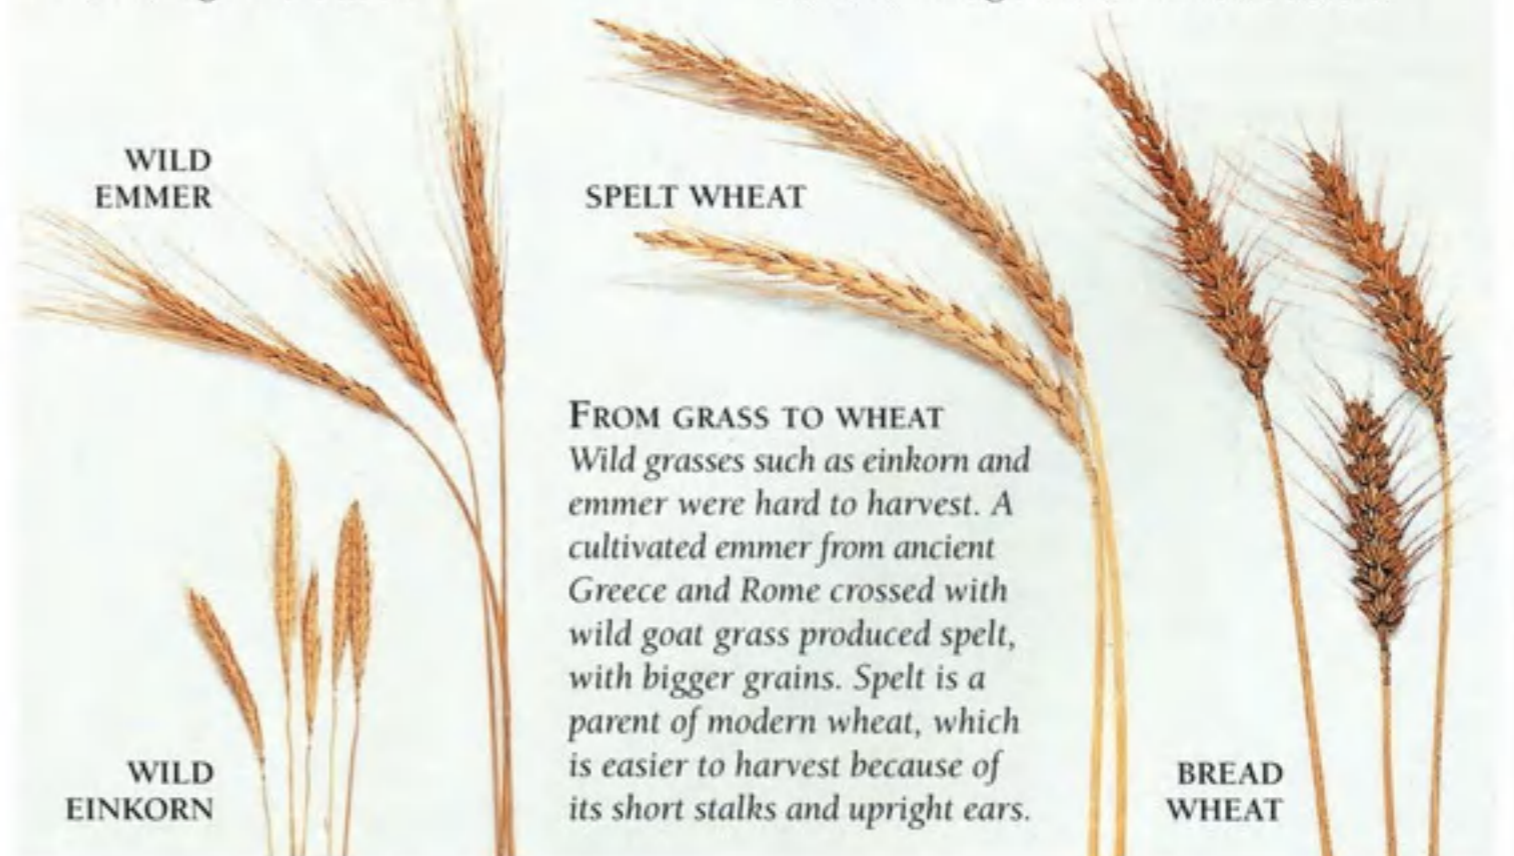 WILD
EMMER
SPELT WHEAT
FROM GRASS TO WHEAT
Wild grasses such as einkorn and
emmer were hard to harvest. A
cultivated emmer from ancient
Greece and Rome crossed with
wild goat grass produced spelt,
with bigger grains. Spelt is a
parent of modern wheat, which
is easier to harvest because of
its short stalks and upright ears.
WILD
EINKORN
BREAD
WHEAT